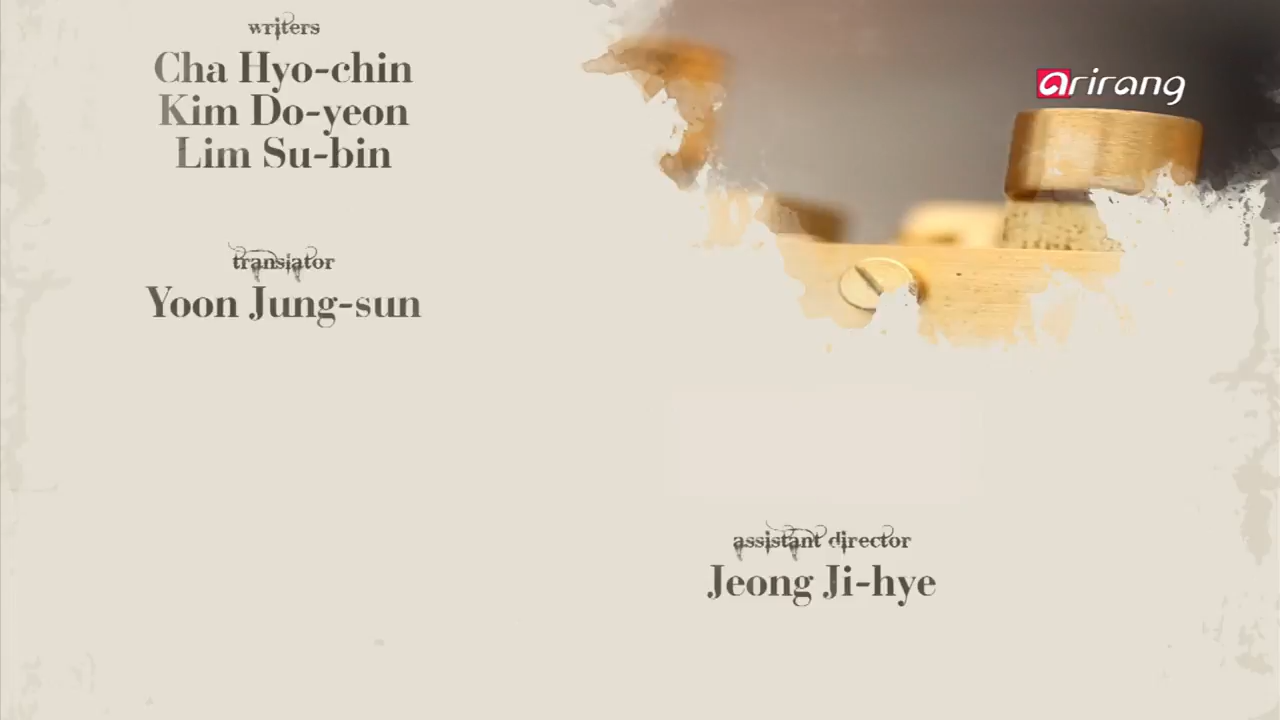 writers
Cha Hyo-chin
Kim Do-yeon
Lim Su-bin
arirang
translator
Yoon Jung-sun
assistant director
Jeong Ji-hye